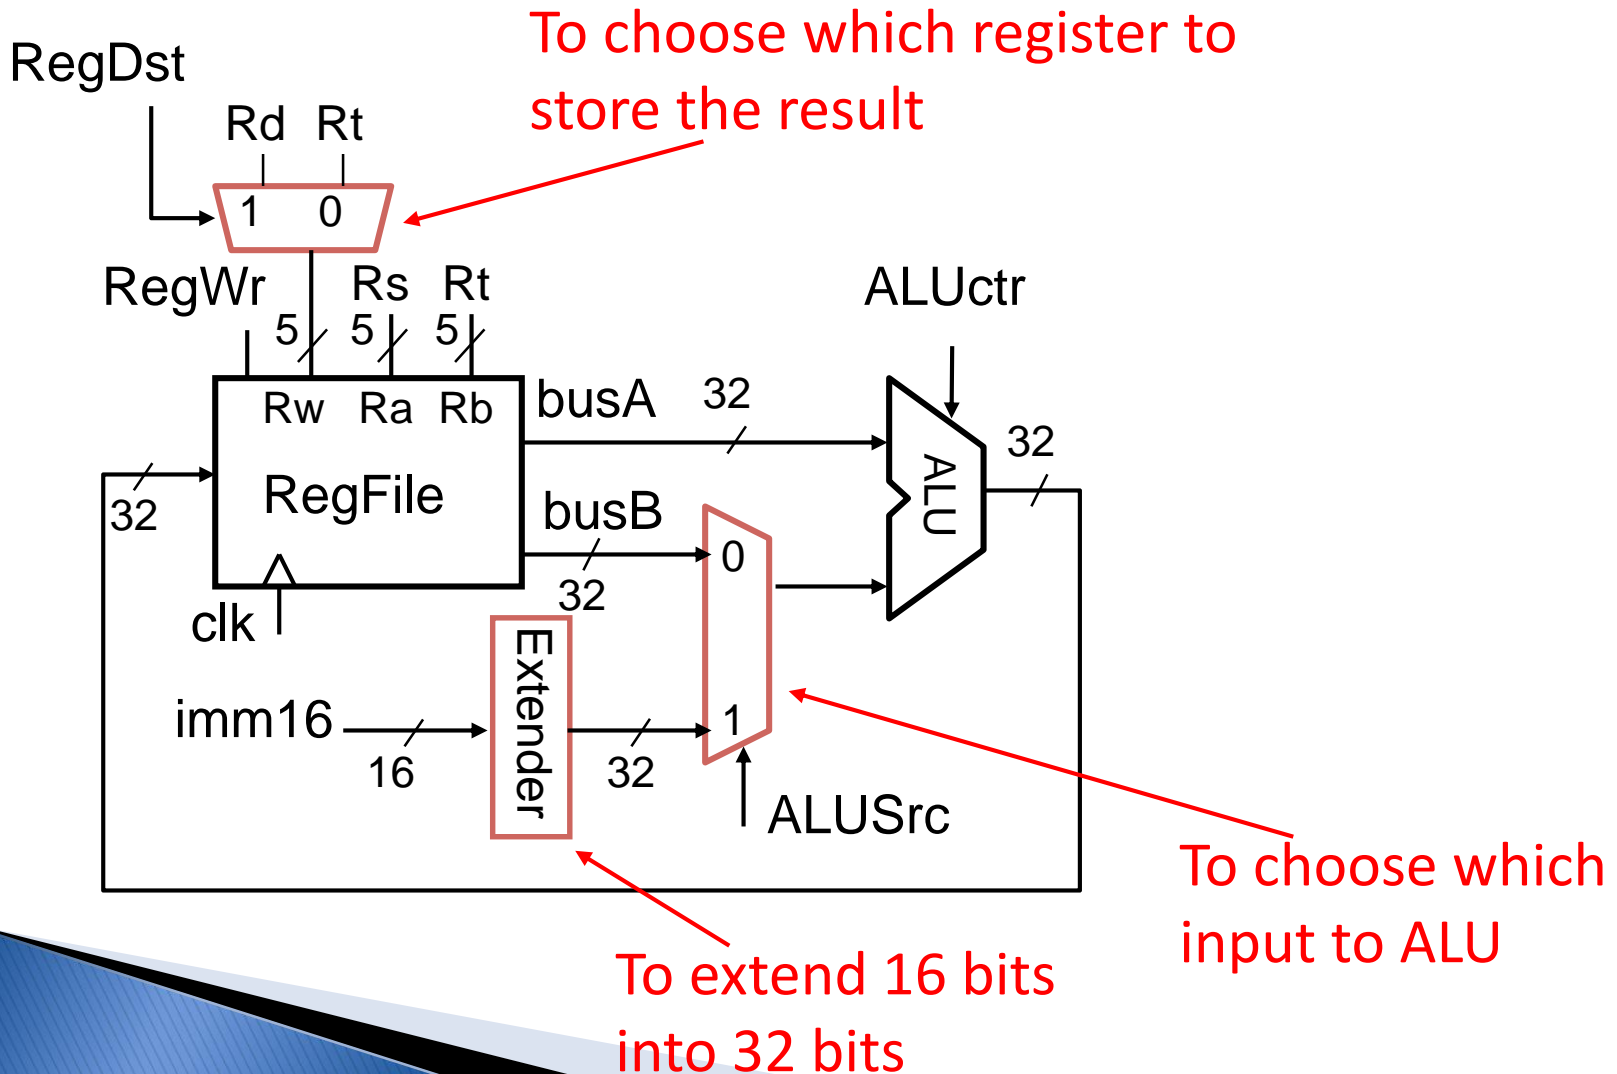 To choose which register to
store the result
RegDst
Rd Rt
1 0
RegWr
Rs Rt
ALUctr
5 5 5
Rw Ra Rb
busA
32
32
ALU
RegFile
32
busB
0
32
clk
Extender
imm16
1
16
32
ALUSrc
To choose which
input to ALU
To extend 16 bits
into 32 bits